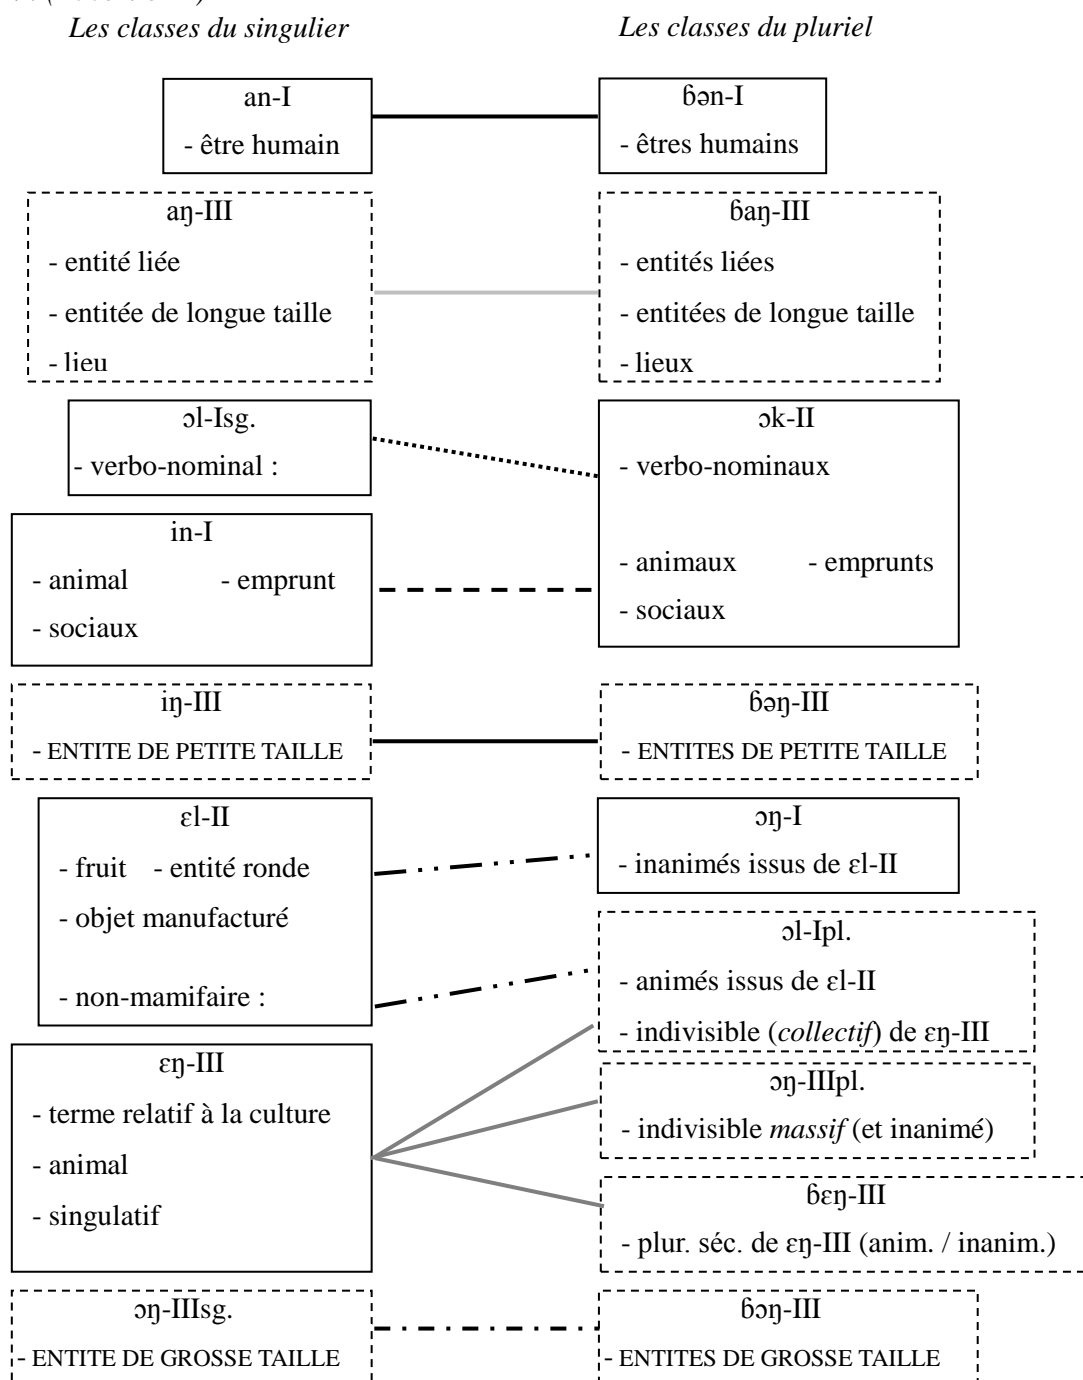 Les classes du singulier Les classes du pluriel
an-I
- être humain
ɓən-I
- êtres humains
aŋ-III
- entité liée
- entitée de longue taille
- lieu
ɓaŋ-III
- entités liées
- entitées de longue taille
- lieux
ɔl-Isg.
- verbo-nominal :
ɔk-II
- verbo-nominaux
- animaux - emprunts
- sociaux
in-I
- animal - emprunt
- sociaux
iŋ-III
- ENTITE DE PETITE TAILLE
ɓəŋ-III
- ENTITES DE PETITE TAILLE
ɛl-II
- fruit - entité ronde
- objet manufacturé
- non-mamifaire :
ɔŋ-I
- inanimés issus de ɛl-II
ɔl-Ipl.
- animés issus de ɛl-II
- indivisible (collectif) de ɛŋ-III
ɛŋ-III
- terme relatif à la culture
- animal
- singulatif
ɔŋ-IIIpl.
- indivisible massif (et inanimé)
ɓɛŋ-III
- plur. séc. de ɛŋ-III (anim. / inanim.)
ɔŋ-IIIsg.
- ENTITE DE GROSSE TAILLE
ɓɔŋ-III
- ENTITES DE GROSSE TAILLE